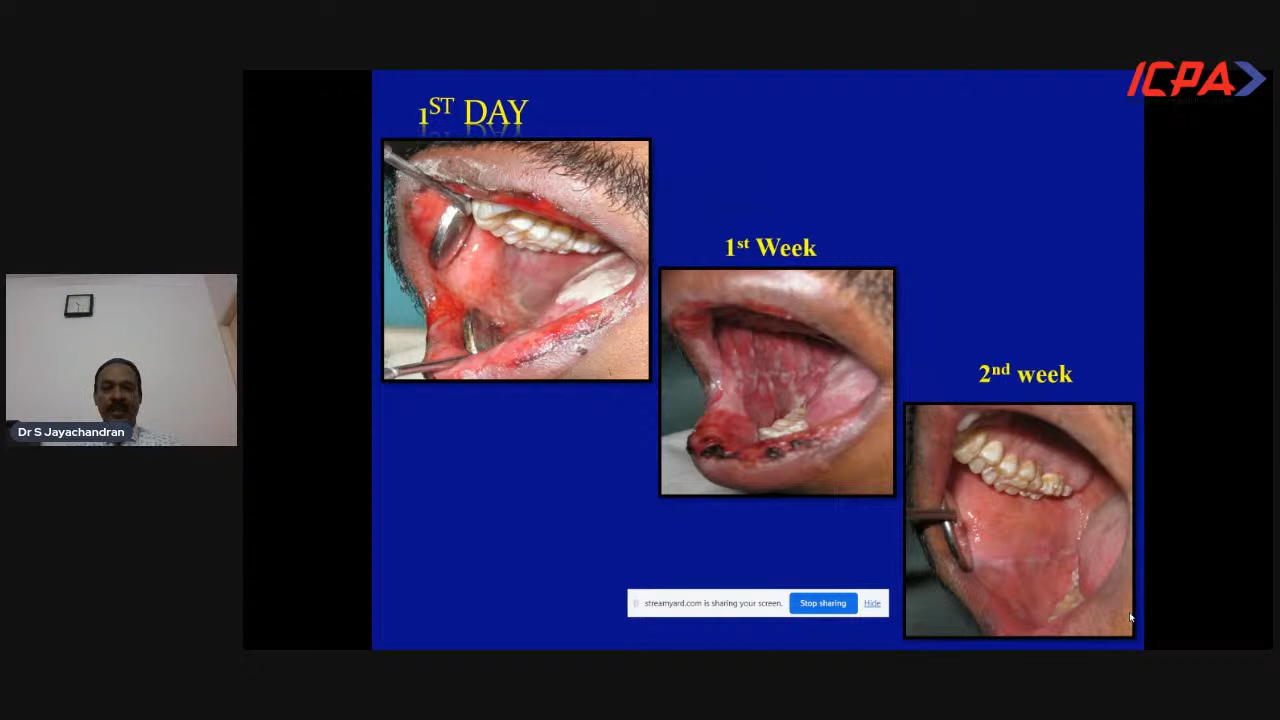 ICPA
1ST DAY
1st Week
2nd week
Dr S Jayachandran
streamyard.com is sharing your screen.
Stop sharing
Hide